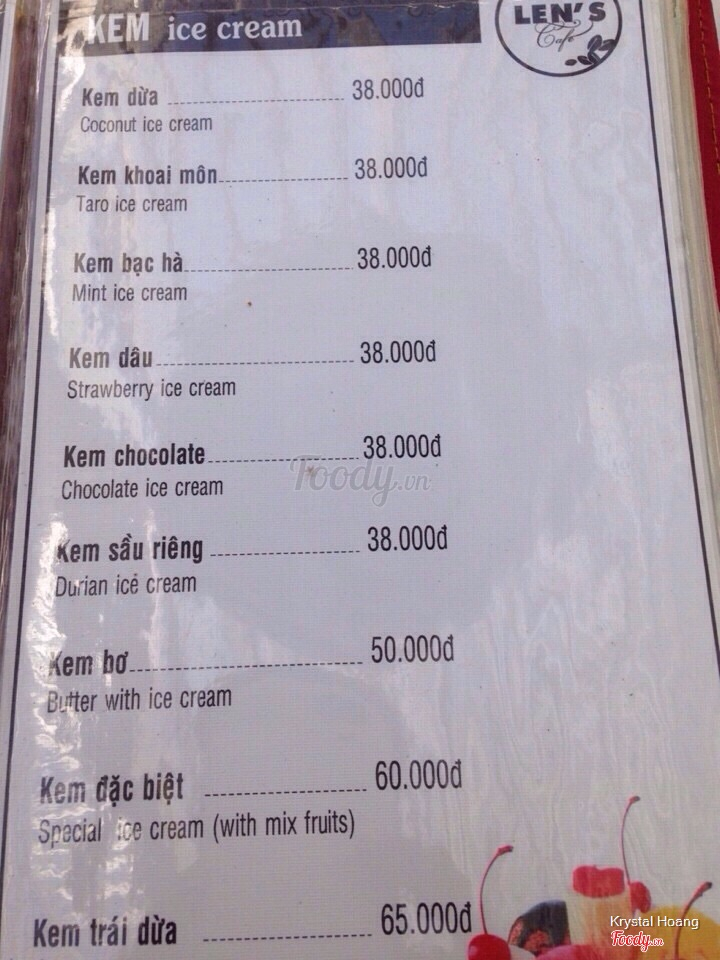 KEM ice cream
LEN'S
Cafe
Kem dừa 38.000đ
Coconut ice cream
Kem khoai môn 38.000đ
Taro ice cream
Kem bạc hà 38.000đ
Mint ice cream
Kem dâu 38.000đ
Strawberry ice cream
Kem chocolate 38.000đ
Chocolate ice cream
Foody.vn
Kem sầu riêng 38.000đ
Durian ice cream
Kem bơ 50.000đ
Butter with ice cream
Kem đặc biệt 60.000đ
Special ice cream (with mix fruits)
Kem trái dừa 65.000đ
Krystal Hoang
Foody.vn